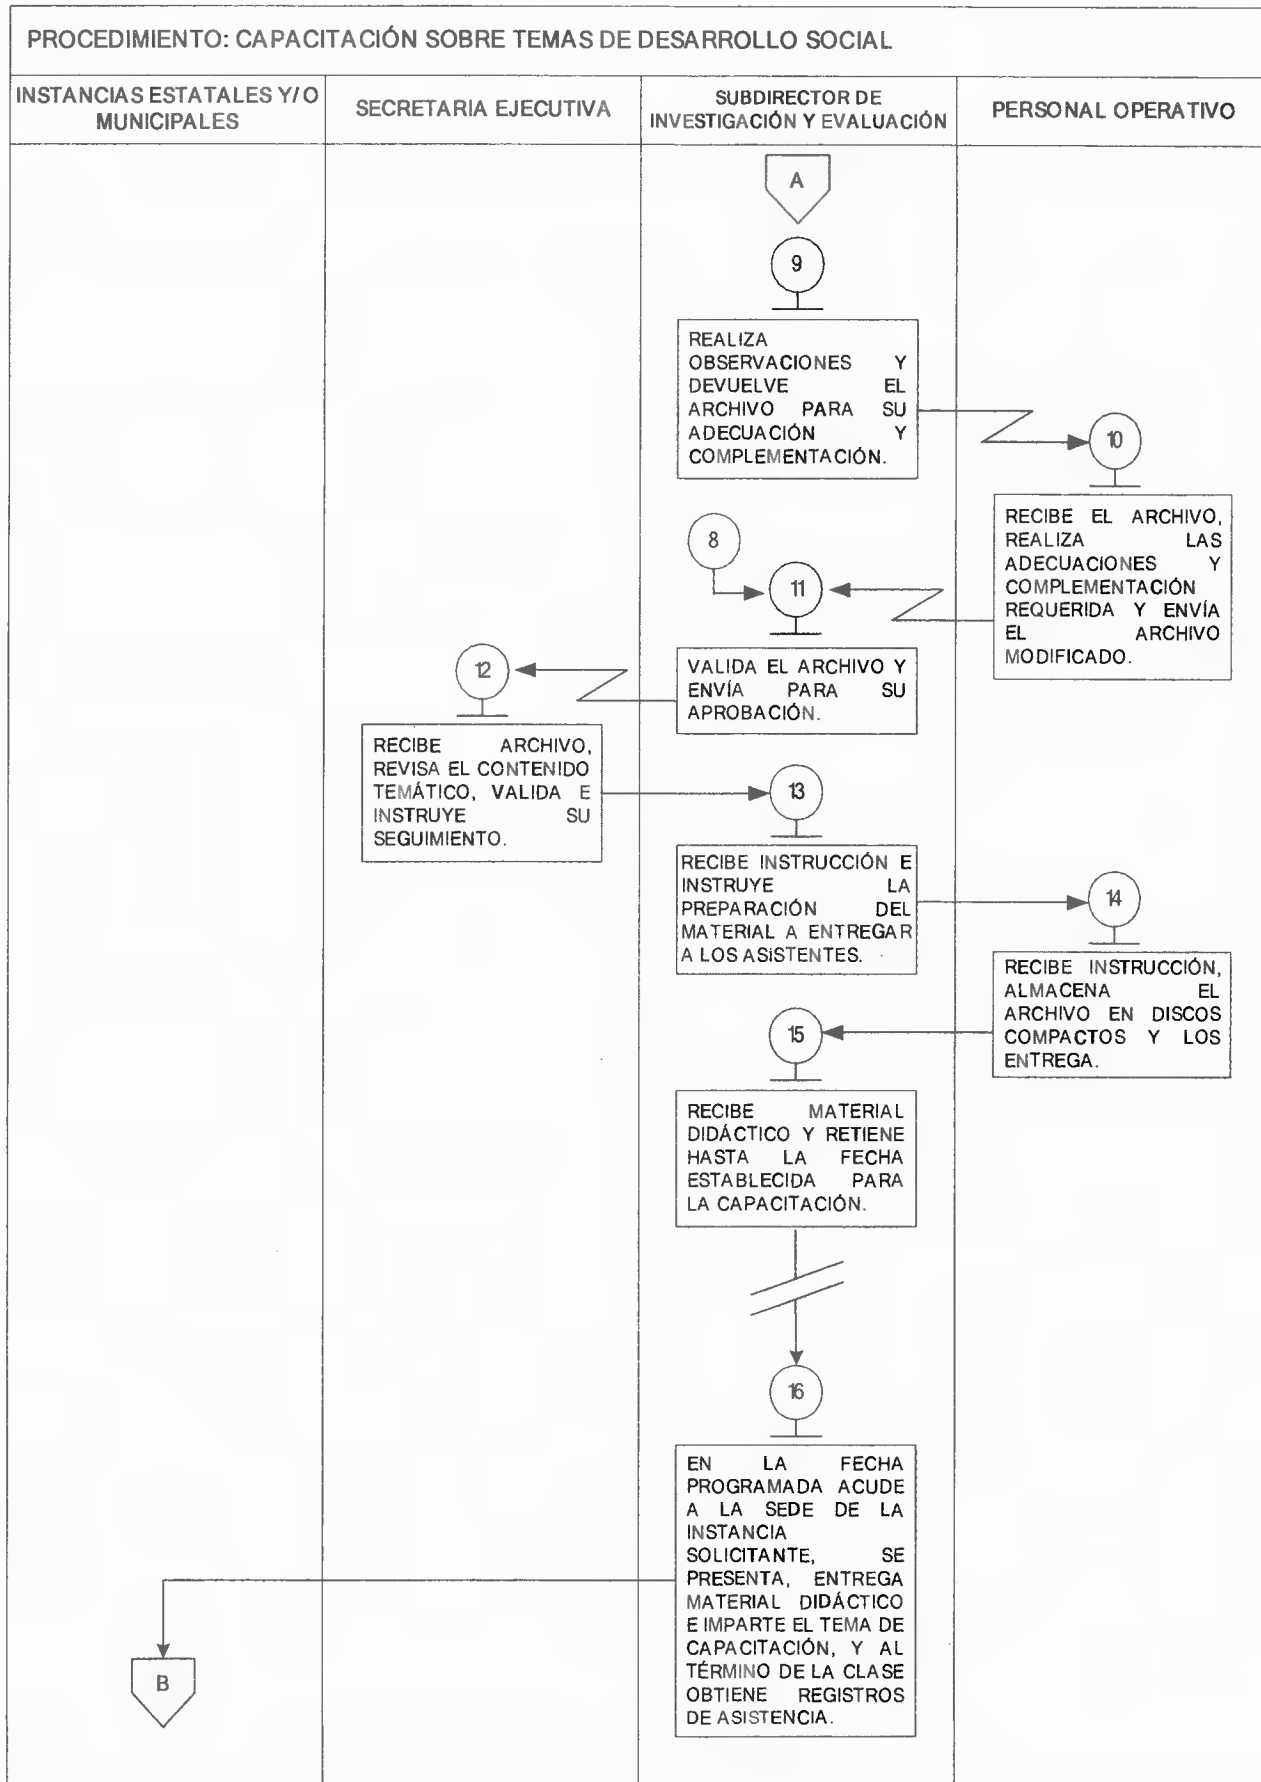 PROCEDIMIENTO: CAPACITACIÓN SOBRE TEMAS DE DESARROLLO SOCIAL
INSTANCIAS ESTATALES Y/O
MUNICIPALES
SECRETARIA EJECUTIVA
SUBDIRECTOR DE
INVESTIGACIÓN Y EVALUACIÓN
PERSONAL OPERATIVO
A
9
REALIZA
OBSERVACIONES Y
DEVUELVE EL
ARCHIVO PARA SU
ADECUACIÓN Y
COMPLEMENTACIÓN.
10
RECIBE EL ARCHIVO,
REALIZA LAS
ADECUACIONES Y
COMPLEMENTACIÓN
REQUERIDA Y ENVÍA
EL ARCHIVO
MODIFICADO.
8
11
VALIDA EL ARCHIVO Y
ENVÍA PARA SU
APROBACIÓN.
12
RECIBE ARCHIVO,
REVISA EL CONTENIDO
TEMÁTICO, VALIDA E
INSTRUYE SU
SEGUIMIENTO.
13
RECIBE INSTRUCCIÓN E
INSTRUYE LA
PREPARACIÓN DEL
MATERIAL A ENTREGAR
A LOS ASISTENTES.
14
RECIBE INSTRUCCIÓN,
ALMACENA EL
ARCHIVO EN DISCOS
COMPACTOS Y LOS
ENTREGA.
15
RECIBE MATERIAL
DIDÁCTICO Y RETIENE
HASTA LA FECHA
ESTABLECIDA PARA
LA CAPACITACIÓN.
16
EN LA FECHA
PROGRAMADA ACUDE
A LA SEDE DE LA
INSTANCIA
SOLICITANTE, SE
PRESENTA, ENTREGA
MATERIAL DIDÁCTICO
E IMPARTE EL TEMA DE
CAPACITACIÓN, Y AL
TÉRMINO DE LA CLASE
OBTIENE REGISTROS
DE ASISTENCIA.
B